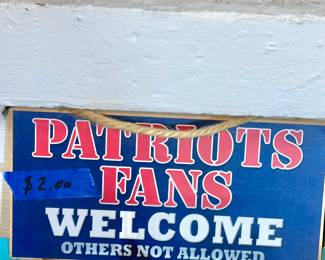 PATRIOTS
FANS
$2.00
WELCOME
OTHERS NOT ALLOWED